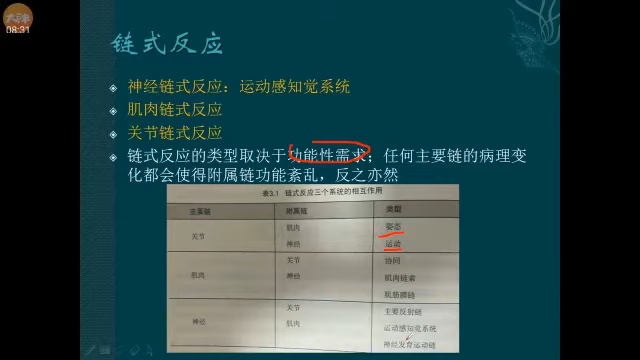 08:31
链式反应
神经链式反应：运动感知觉系统
肌肉链式反应
关节链式反应
链式反应的类型取决于功能性需求；任何主要链的病理变
化都会使得附属链功能紊乱，反之亦然
表3.1 链式反应三个系统的相互作用
主要链 附属链 类型
关节 肌肉 姿态
神经 运动
肌肉 关节 协同
神经 肌肉链索
肌筋膜链
神经 关节 主要反射链
肌肉 运动感知觉系统
神经发育运动链